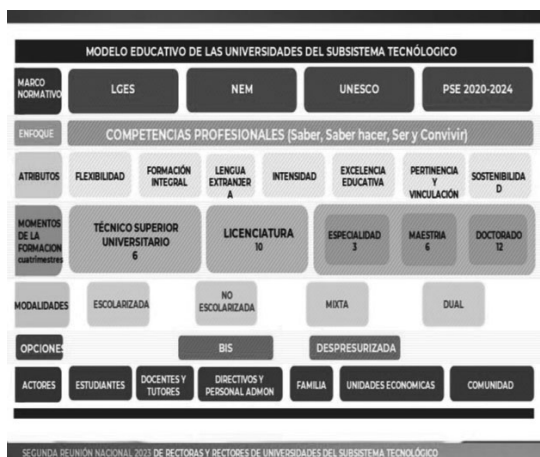 MODELO EDUCATIVO DE LAS UNIVERSIDADES DEL SUBSISTEMA TECNÓLOGICO
MARCO
NORMATIVO
LGES
NEM
UNESCO
PSE 2020-2024
ENFOQUE
COMPETENCIAS PROFESIONALES (Saber, Saber hacer, Ser y Convivir)
ATRIBUTOS
FLEXIBILIDAD
FORMACIÓN
INTEGRAL
LENGUA
EXTRANJER
A
INTENSIDAD
EXCELENCIA
EDUCATIVA
PERTINENCIA
Y
VINCULACIÓN
SOSTENIBILIDA
D
MOMENTOS
DE LA
FORMACION
cuatrimestres
TÉCNICO SUPERIOR
UNIVERSITARIO
6
LICENCIATURA
10
ESPECIALIDAD
3
MAESTRIA
6
DOCTORADO
12
MODALIDADES
ESCOLARIZADA
NO
ESCOLARIZADA
MIXTA
DUAL
OPCIONES
BIS
DESPRESURIZADA
ACTORES
ESTUDIANTES
DOCENTES Y
TUTORES
DIRECTIVOS Y
PERSONAL ADMON
FAMILIA
UNIDADES ECONOMICAS
COMUNIDAD
SEGUNDA REUNIÓN NACIONAL 2023 DE RECTORAS Y RECTORES DE UNIVERSIDADES DEL SUBSISTEMA TECNOLÓGICO